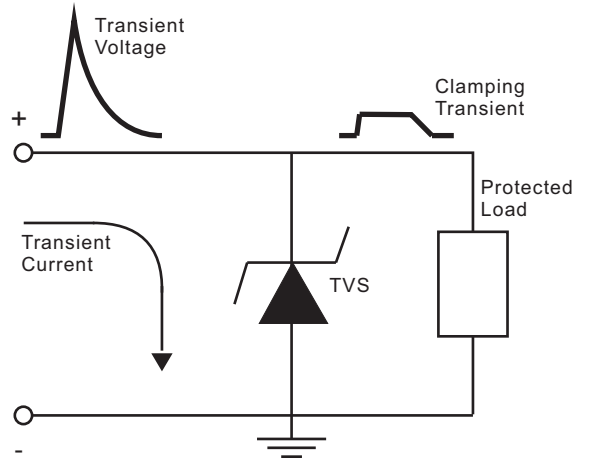 Transient
Voltage
+
Clamping
Transient
Protected
Load
Transient
Current
TVS
-